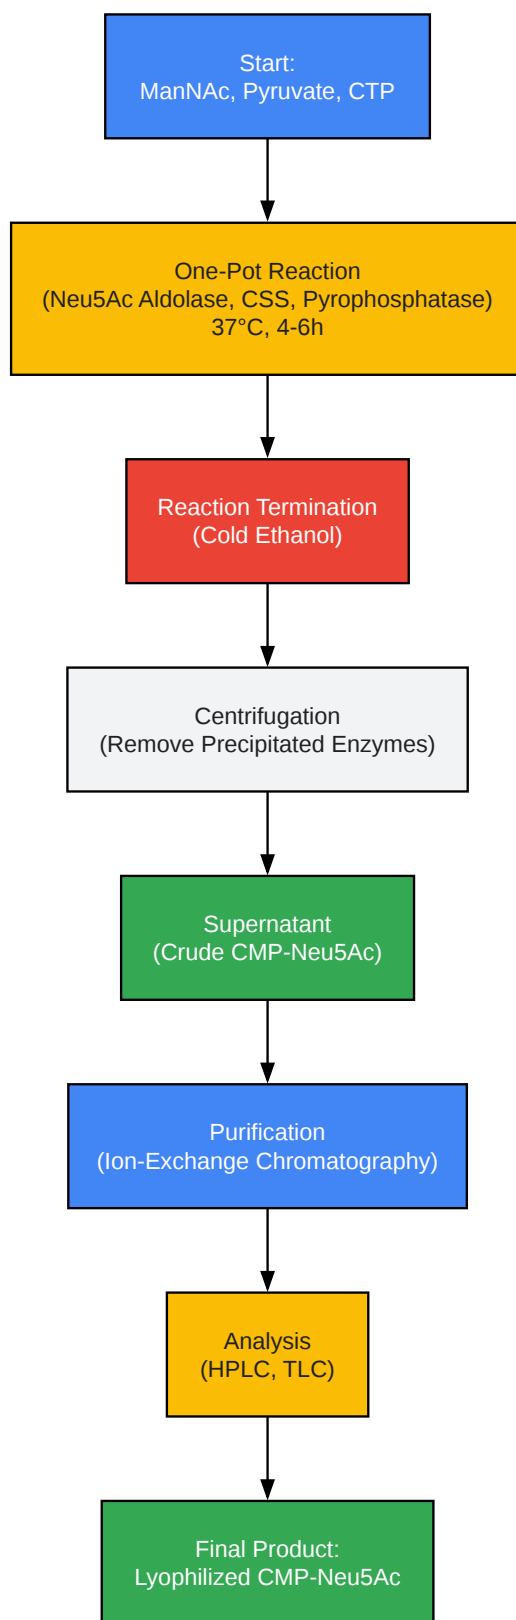 Start:
ManNAc, Pyruvate, CTP
One-Pot Reaction
(Neu5Ac Aldolase, CSS, Pyrophosphatase)
37°C, 4-6h
Reaction Termination
(Cold Ethanol)
Centrifugation
(Remove Precipitated Enzymes)
Supernatant
(Crude CMP-Neu5Ac)
Purification
(Ion-Exchange Chromatography)
Analysis
(HPLC, TLC)
Final Product:
Lyophilized CMP-Neu5Ac